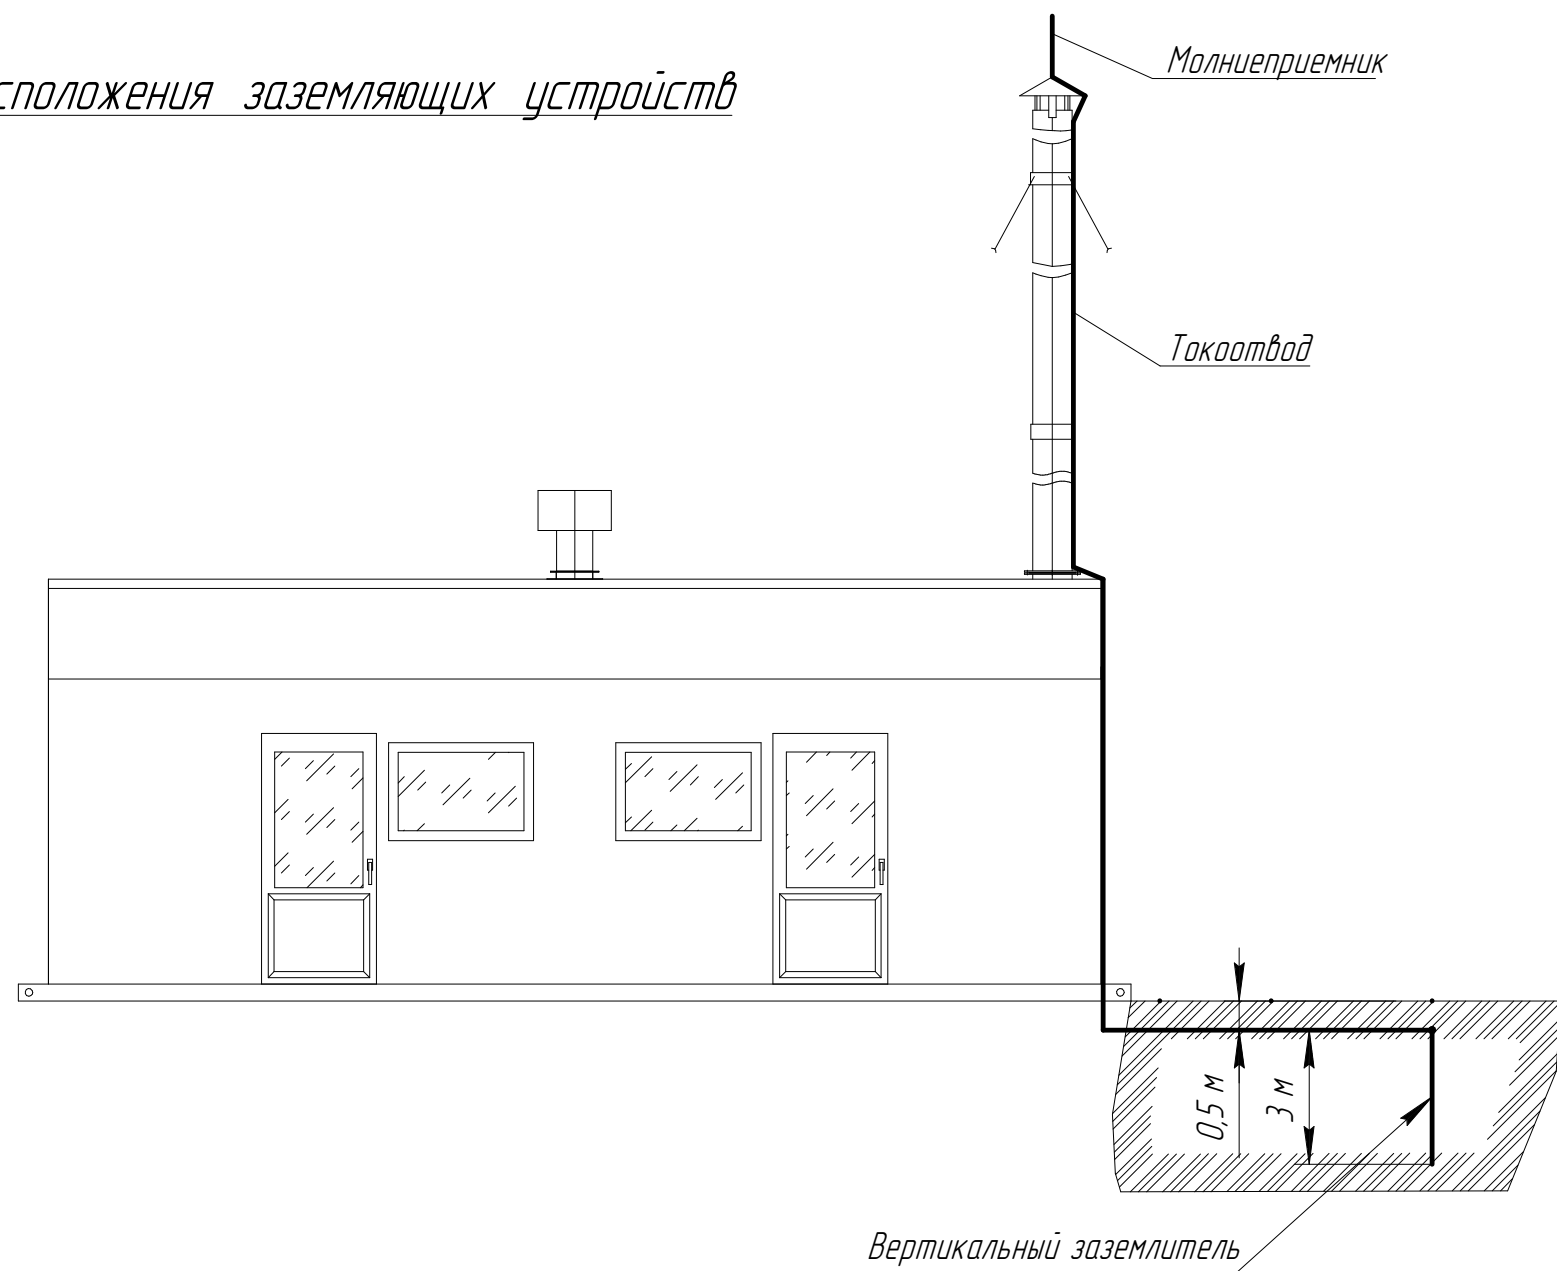 сположения заземляющих устройств
Молниеприемник
Токоотвод
0,5 м
3 м
Вертикальный заземлитель